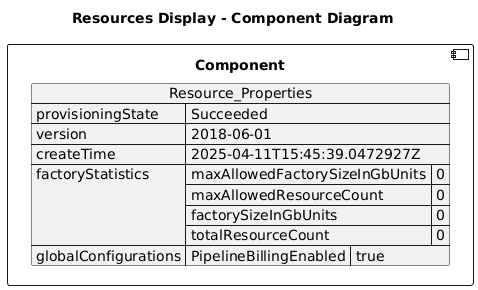 Resources Display - Component Diagram
Component
Resource_Properties
provisioningState Succeeded
version 2018-06-01
createTime 2025-04-11T15:45:39.0472927Z
factoryStatistics maxAllowedFactorySizeInGbUnits 0
maxAllowedResourceCount 0
factorySizeInGbUnits 0
totalResourceCount 0
globalConfigurations PipelineBillingEnabled true